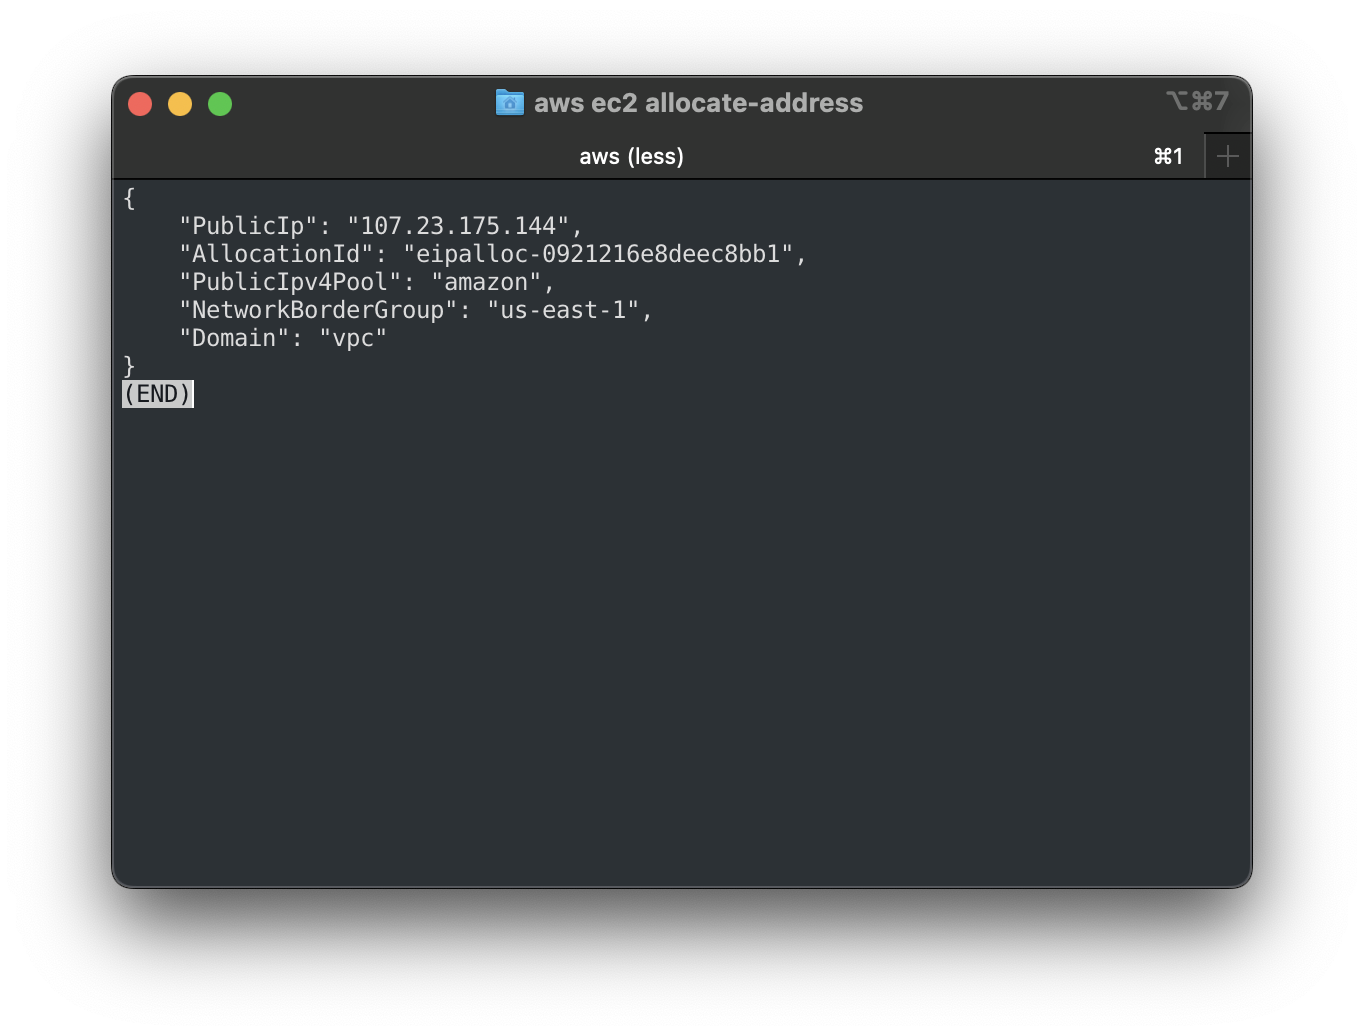 aws ec2 allocate-address
⌥⌘7
aws (less)
⌘1
{
    "PublicIp": "107.23.175.144",
    "AllocationId": "eipalloc-0921216e8deec8bb1",
    "PublicIpv4Pool": "amazon",
    "NetworkBorderGroup": "us-east-1",
    "Domain": "vpc"
}
(END)